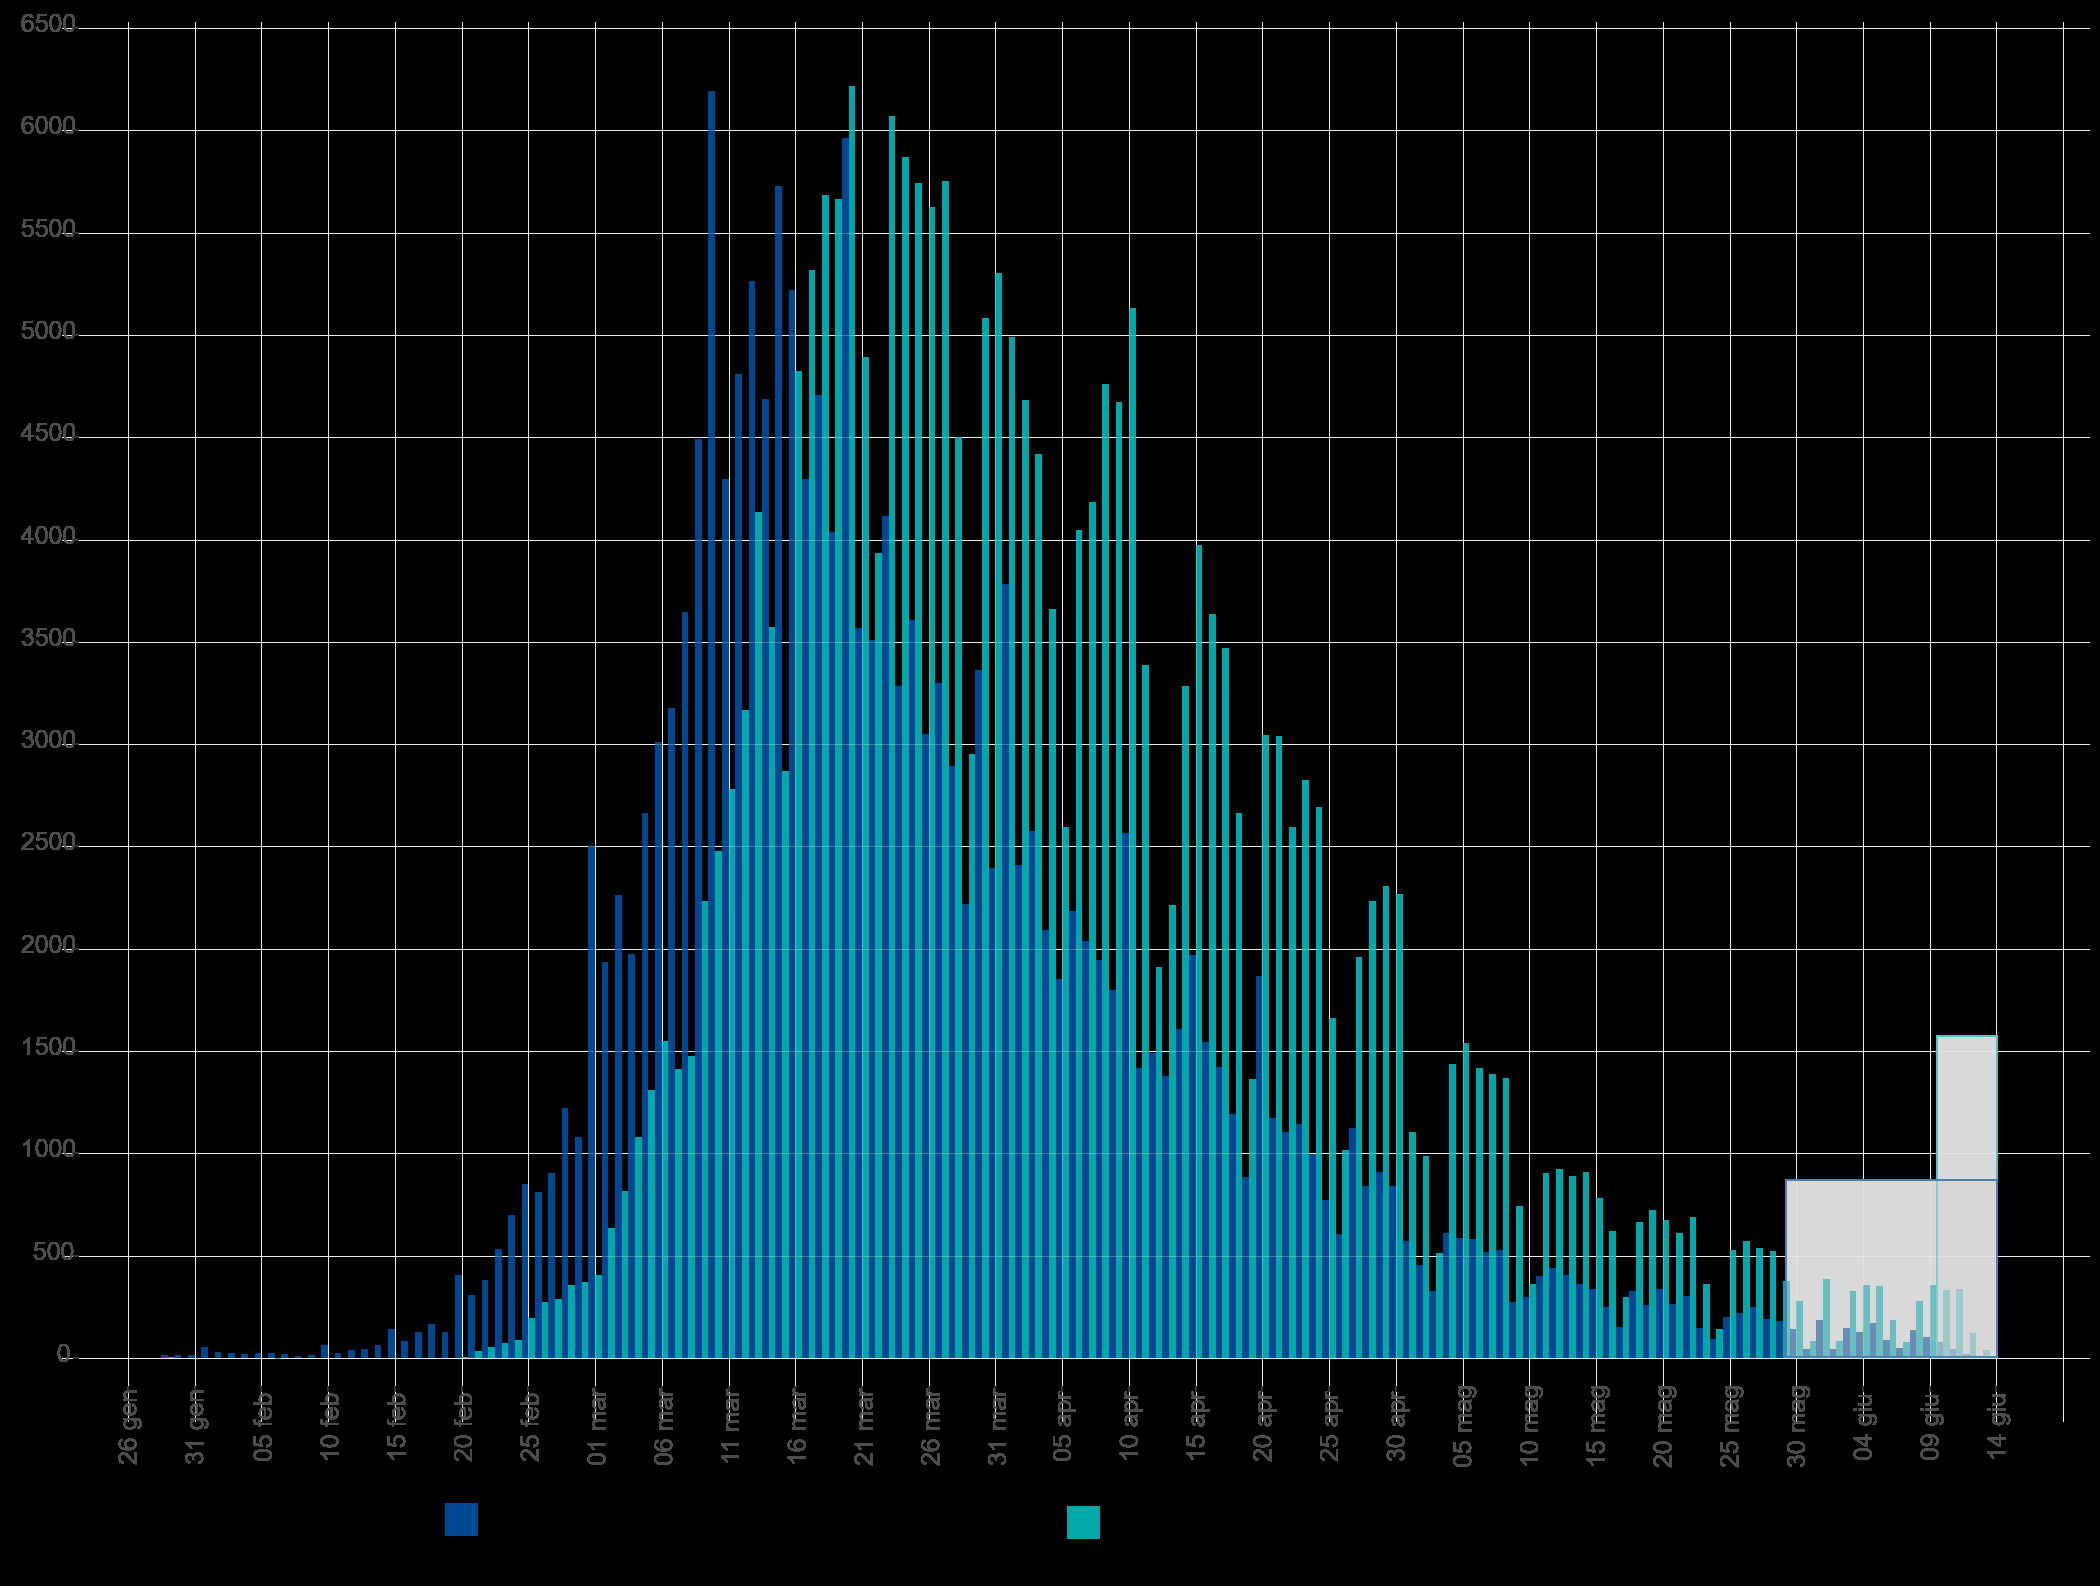 6500
6000
5500
5000
4500
4000
3500
3000
2500
2000
1500
1000
500
0
26 gen
31 gen
05 feb
10 feb
15 feb
20 feb
25 feb
01 mar
06 mar
11 mar
16 mar
21 mar
26 mar
31 mar
05 apr
10 apr
15 apr
20 apr
25 apr
30 apr
05 mag
10 mag
15 mag
20 mag
25 mag
30 mag
04 giu
09 giu
14 giu